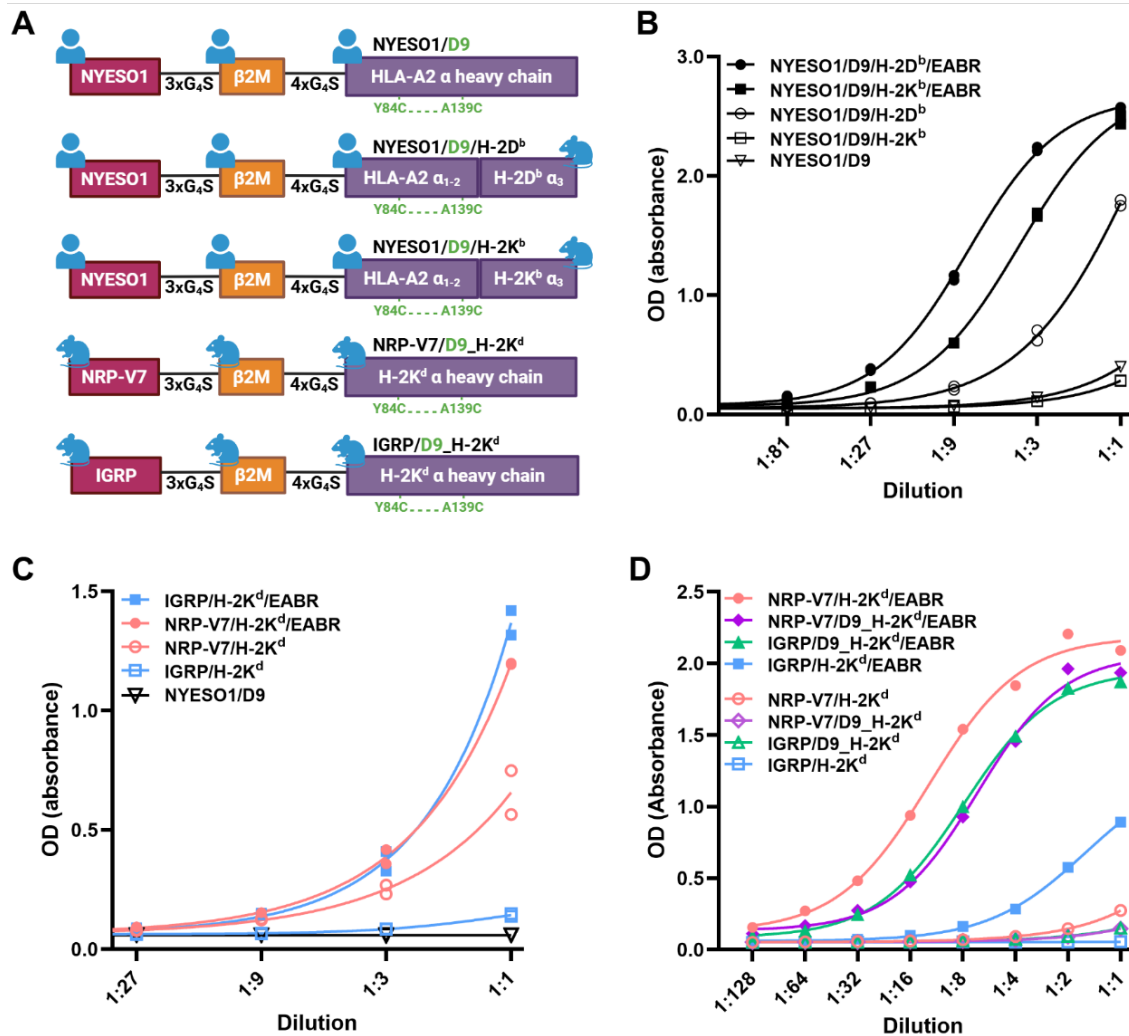 A
NYESO1/D9
NYESO1 3xG₄S β2M 4xG₄S HLA-A2 α heavy chain
Y84C----A139C
NYESO1/D9/H-2Dᵇ
NYESO1 3xG₄S β2M 4xG₄S HLA-A2 α₁₋₂ H-2Dᵇ α₃
Y84C----A139C
NYESO1/D9/H-2Kᵇ
NYESO1 3xG₄S β2M 4xG₄S HLA-A2 α₁₋₂ H-2Kᵇ α₃
Y84C----A139C
NRP-V7/D9_H-2Kᵈ
NRP-V7 3xG₄S β2M 4xG₄S H-2Kᵈ α heavy chain
Y84C----A139C
IGRP/D9_H-2Kᵈ
IGRP 3xG₄S β2M 4xG₄S H-2Kᵈ α heavy chain
Y84C----A139C
B
NYESO1/D9/H-2Dᵇ/EABR
NYESO1/D9/H-2Kᵇ/EABR
NYESO1/D9/H-2Dᵇ
NYESO1/D9/H-2Kᵇ
NYESO1/D9
OD (absorbance)
3.0
2.0
1.0
0.0
1:81 1:27 1:9 1:3 1:1
Dilution
C
IGRP/H-2Kᵈ/EABR
NRP-V7/H-2Kᵈ/EABR
NRP-V7/H-2Kᵈ
IGRP/H-2Kᵈ
NYESO1/D9
OD (absorbance)
1.5
1.0
0.5
0.0
1:27 1:9 1:3 1:1
Dilution
D
NRP-V7/H-2Kᵈ/EABR
NRP-V7/D9_H-2Kᵈ/EABR
IGRP/D9_H-2Kᵈ/EABR
IGRP/H-2Kᵈ/EABR
NRP-V7/H-2Kᵈ
NRP-V7/D9_H-2Kᵈ
IGRP/D9_H-2Kᵈ
IGRP/H-2Kᵈ
OD (Absorbance)
2.5
2.0
1.5
1.0
0.5
0.0
1:128 1:64 1:32 1:16 1:8 1:4 1:2 1:1
Dilution